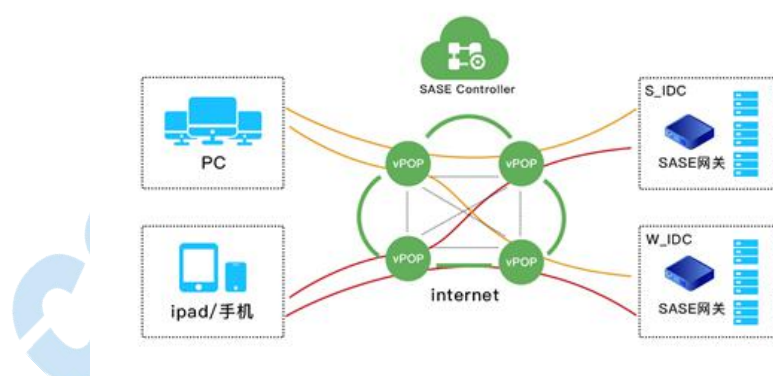 SASE Controller
PC
vPOP
vPOP
S_IDC
SASE网关
ipad/手机
vPOP
vPOP
internet
W_IDC
SASE网关